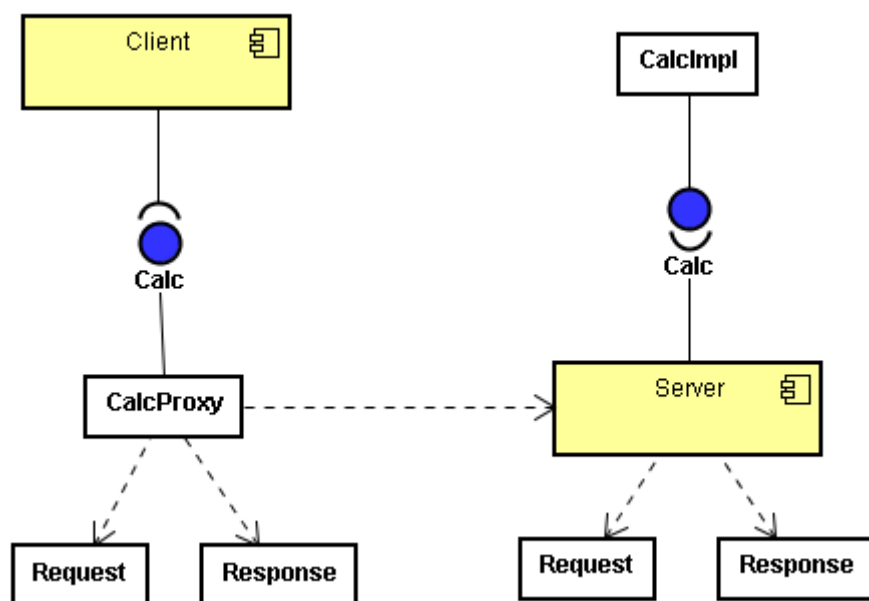 Client
CalcImpl
Calc
Calc
CalcProxy
Server
Request
Response
Request
Response